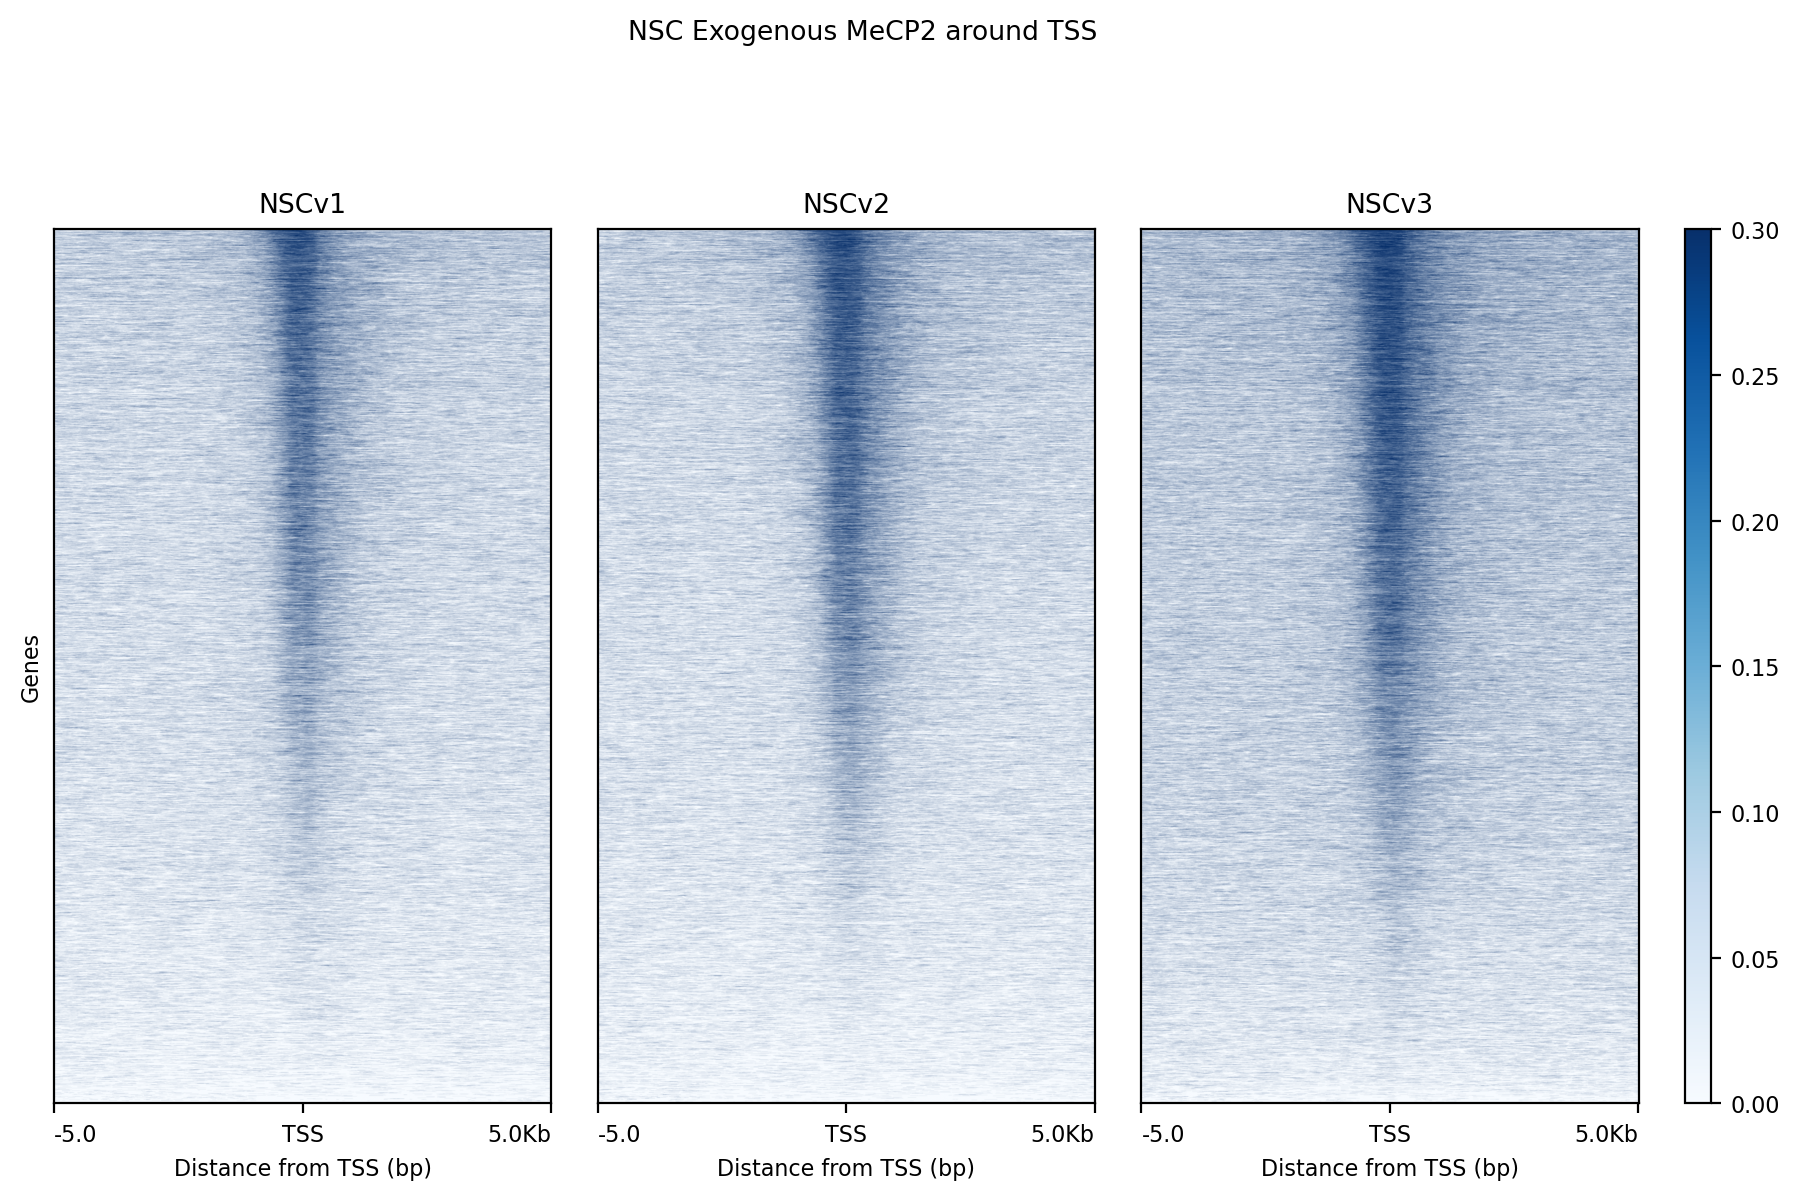 NSC Exogenous MeCP2 around TSS
NSCv1
NSCv2
NSCv3
Genes
0.30
0.25
0.20
0.15
0.10
0.05
0.00
-5.0 TSS 5.0Kb
Distance from TSS (bp)
-5.0 TSS 5.0Kb
Distance from TSS (bp)
-5.0 TSS 5.0Kb
Distance from TSS (bp)